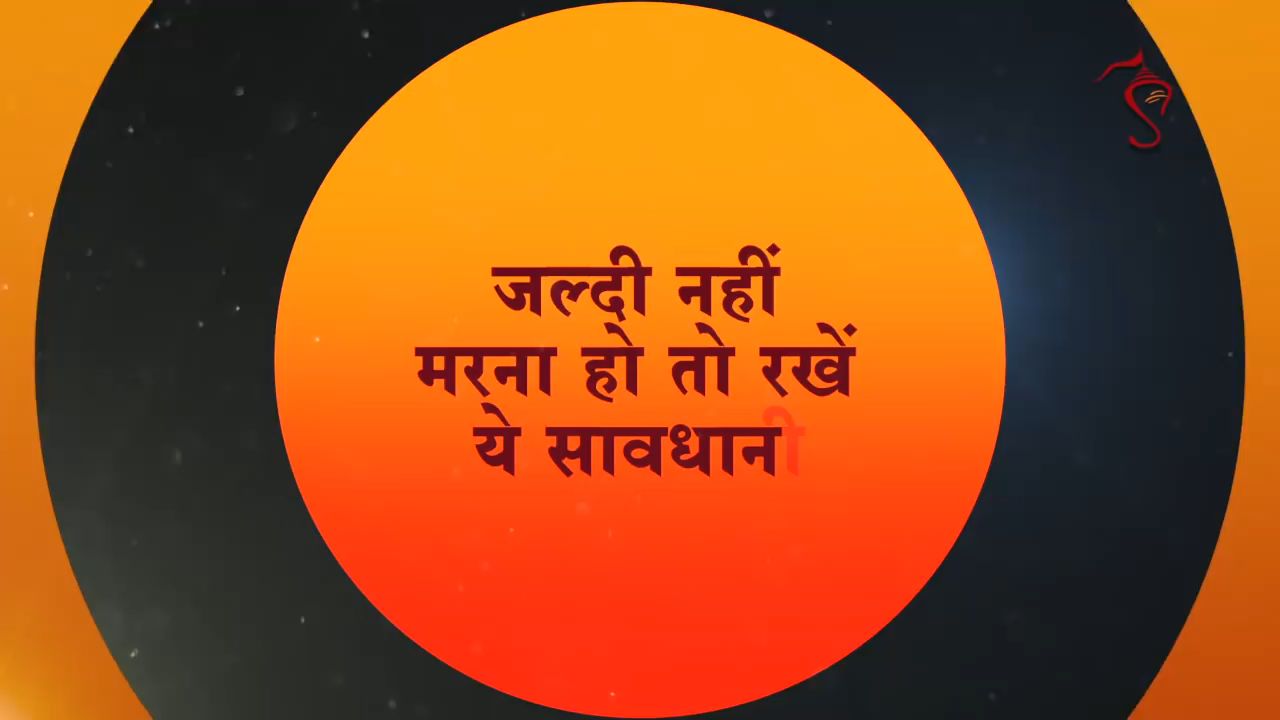 जल्दी नहीं
मरना हो तो रखें
ये सावधानी